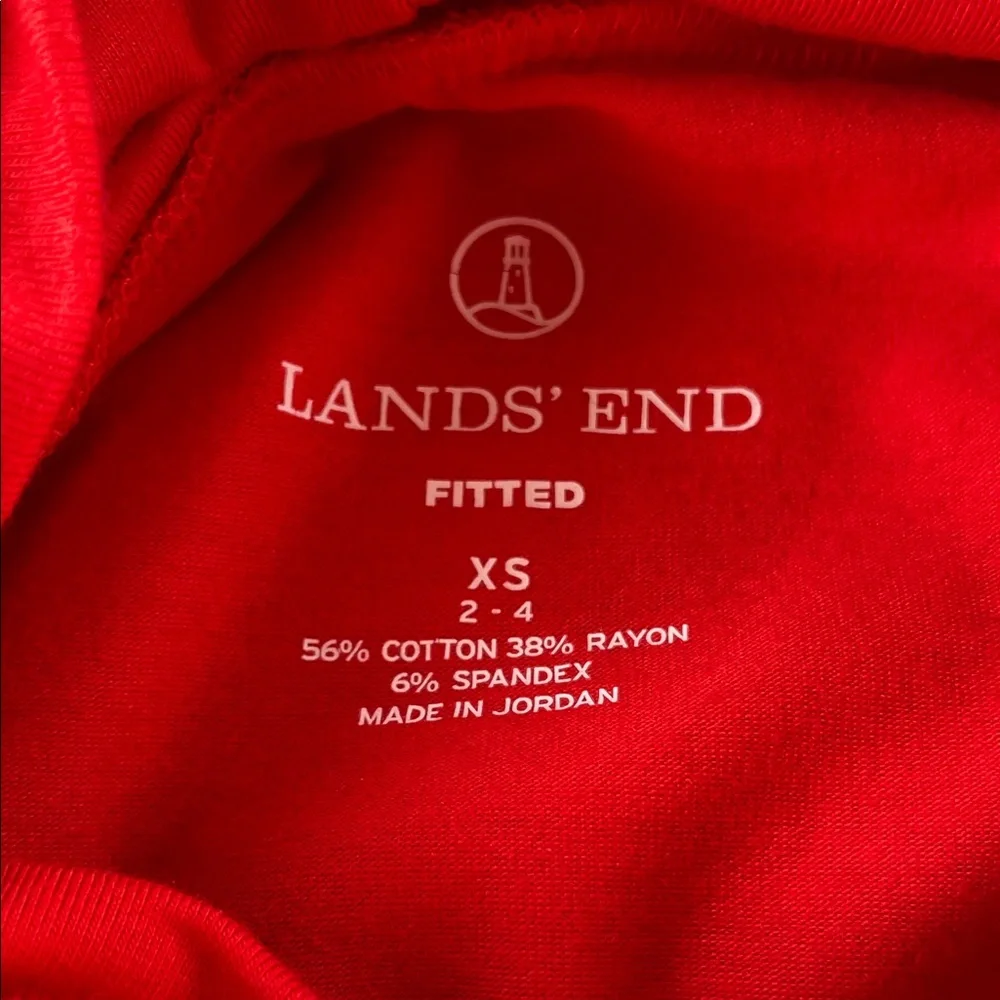 LANDS' END
FITTED
XS
2 - 4
56% COTTON 38% RAYON
6% SPANDEX
MADE IN JORDAN